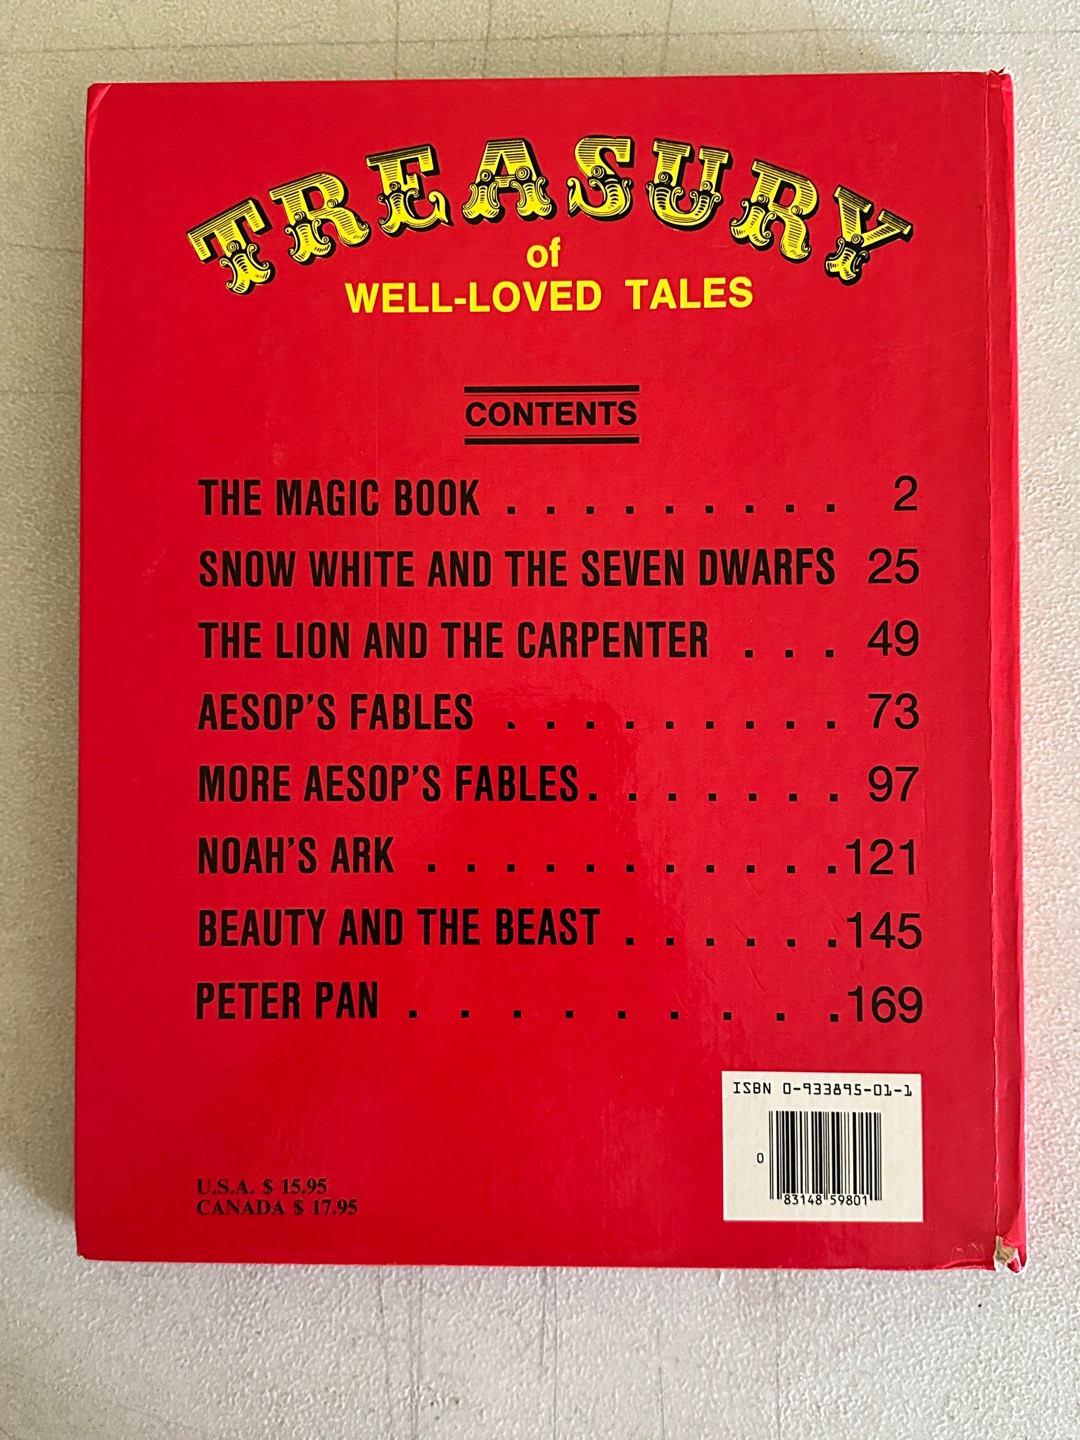 TREASURY
of
WELL-LOVED TALES
CONTENTS
THE MAGIC BOOK . . . . . . . . . 2
SNOW WHITE AND THE SEVEN DWARFS 25
THE LION AND THE CARPENTER . . . 49
AESOP'S FABLES . . . . . . . . . 73
MORE AESOP'S FABLES. . . . . . . 97
NOAH'S ARK . . . . . . . . . . .121
BEAUTY AND THE BEAST . . . . . .145
PETER PAN . . . . . . . . .169
ISBN 0-933895-01-1
0
83148 59801
U.S.A. $ 15.95
CANADA $ 17.95